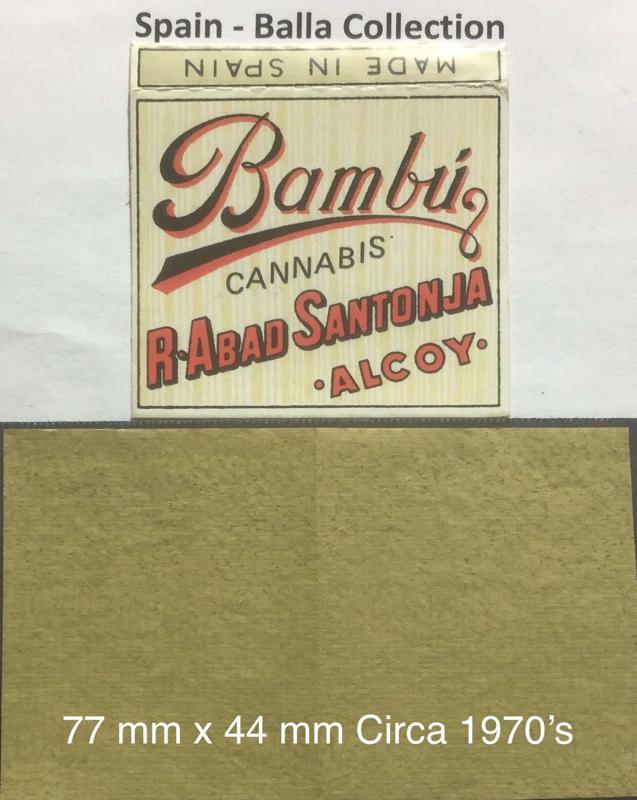 Spain - Balla Collection
MADE IN SPAIN
Bambú
CANNABIS
R·ABAD SANTONJA
·ALCOY·
77 mm x 44 mm Circa 1970’s